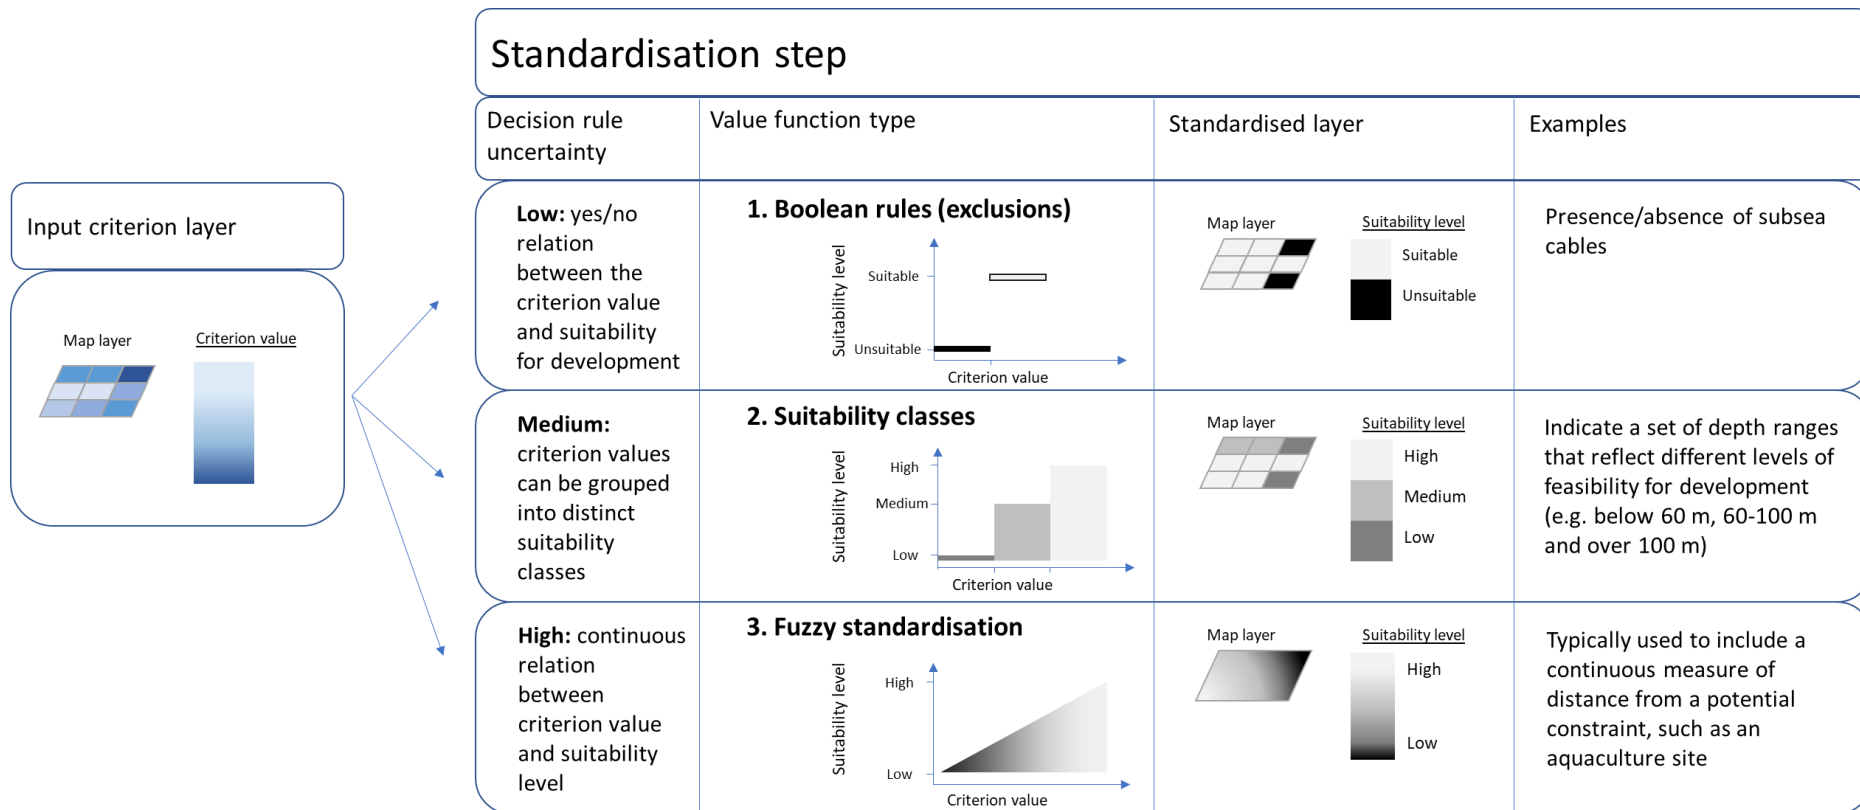 Standardisation step
Decision rule
uncertainty
Value function type
Standardised layer
Examples
Input criterion layer
Map layer
Criterion value
Low: yes/no
relation
between the
criterion value
and suitability
for development
1. Boolean rules (exclusions)
Suitability level
Suitable
Unsuitable
Criterion value
Map layer
Suitability level
Suitable
Unsuitable
Presence/absence of subsea
cables
Medium:
criterion values
can be grouped
into distinct
suitability
classes
2. Suitability classes
Suitability level
High
Medium
Low
Criterion value
Map layer
Suitability level
High
Medium
Low
Indicate a set of depth ranges
that reflect different levels of
feasibility for development
(e.g. below 60 m, 60-100 m
and over 100 m)
High: continuous
relation
between
criterion value
and suitability
level
3. Fuzzy standardisation
Suitability level
High
Low
Criterion value
Map layer
Suitability level
High
Low
Typically used to include a
continuous measure of
distance from a potential
constraint, such as an
aquaculture site